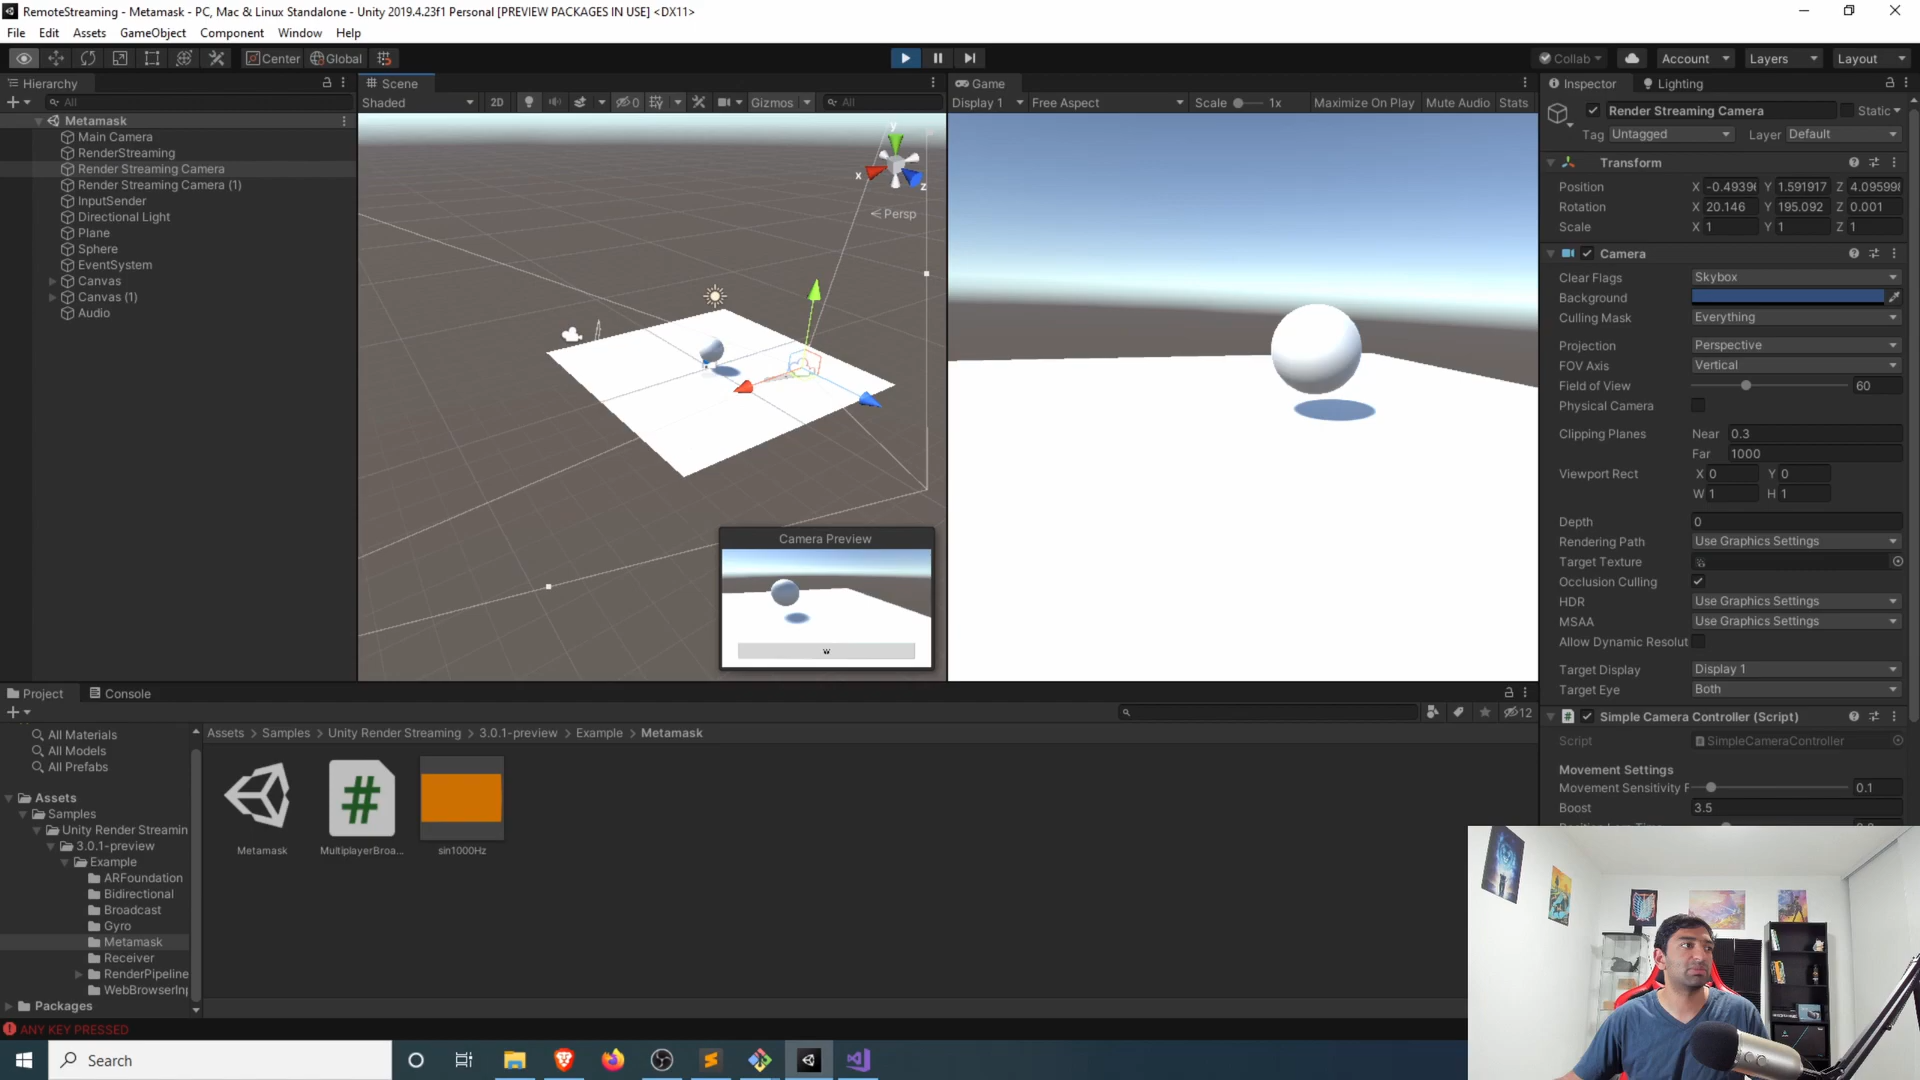 RemoteStreaming - Metamask - PC, Mac & Linux Standalone - Unity 2019.4.23f1 Personal [PREVIEW PACKAGES IN USE] <DX11>
File Edit Assets GameObject Component Window Help
Center Global Collab Account Layers Layout
Hierarchy
All
Metamask
Main Camera
RenderStreaming
Render Streaming Camera
Render Streaming Camera (1)
InputSender
Directional Light
Plane
Sphere
EventSystem
Canvas
Canvas (1)
Audio
Scene
Shaded 2D 0 Gizmos All
y
x
z
Persp
Camera Preview
w
Game
Display 1 Free Aspect Scale 1x Maximize On Play Mute Audio Stats
Inspector Lighting
Render Streaming Camera Static
Tag Untagged Layer Default
Transform
Position X -0.4939 Y 1.591917 Z 4.095998
Rotation X 20.146 Y 195.092 Z 0.001
Scale X 1 Y 1 Z 1
Camera
Clear Flags Skybox
Background
Culling Mask Everything
Projection Perspective
FOV Axis Vertical
Field of View 60
Physical Camera
Clipping Planes Near 0.3
Far 1000
Viewport Rect X 0 Y 0
W 1 H 1
Depth 0
Rendering Path Use Graphics Settings
Target Texture
Occlusion Culling
HDR Use Graphics Settings
MSAA Use Graphics Settings
Allow Dynamic Resolut
Target Display Display 1
Target Eye Both
Simple Camera Controller (Script)
Script SimpleCameraController
Movement Settings
Movement Sensitivity F 0.1
Boost 3.5
Project Console
12
All Materials
All Models
All Prefabs
Assets
Samples
Unity Render Streamin
3.0.1-preview
Example
ARFoundation
Bidirectional
Broadcast
Gyro
Metamask
Receiver
RenderPipeline
WebBrowserInp
Packages
Assets > Samples > Unity Render Streaming > 3.0.1-preview > Example > Metamask
Metamask MultiplayerBroa... sin1000Hz
ANY KEY PRESSED
Search